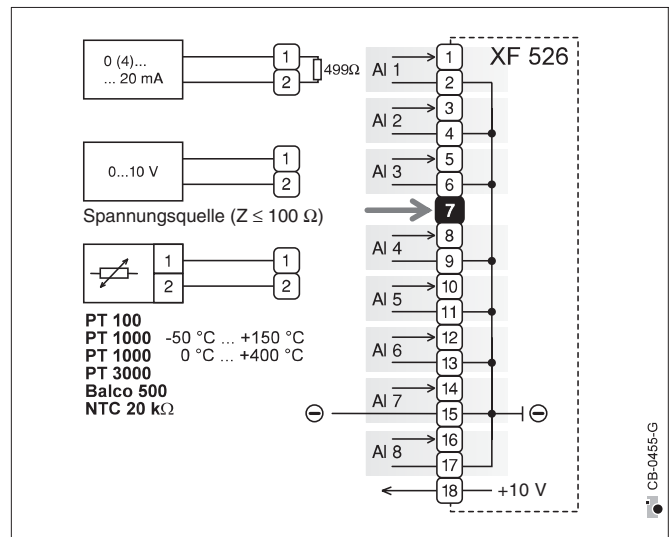 0 (4)...
... 20 mA
1
2
499Ω
0...10 V
1
2
Spannungsquelle (Z ≤ 100 Ω)
1
2
1
2
PT 100
PT 1000 -50 °C ... +150 °C
PT 1000 0 °C ... +400 °C
PT 3000
Balco 500
NTC 20 kΩ
XF 526
AI 1
1
2
AI 2
3
4
AI 3
5
6
7
AI 4
8
9
AI 5
10
11
AI 6
12
13
AI 7
14
15
AI 8
16
17
18
+10 V
CB-0455-G